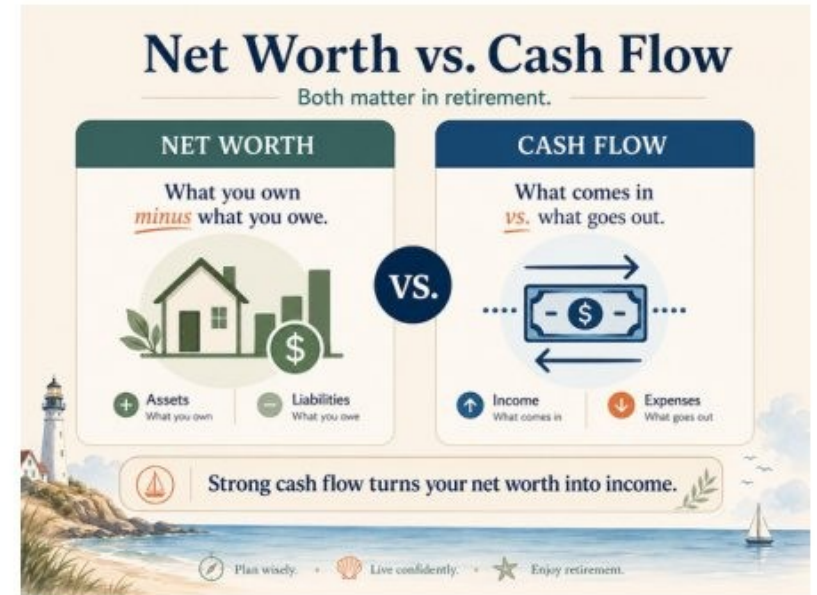 Net Worth vs. Cash Flow
Both matter in retirement.
NET WORTH
What you own
minus what you owe.
$
Assets
What you own
Liabilities
What you owe
VS.
CASH FLOW
What comes in
vs. what goes out.
$
Income
What comes in
Expenses
What goes out
Strong cash flow turns your net worth into income.
Plan wisely. • Live confidently. • Enjoy retirement.